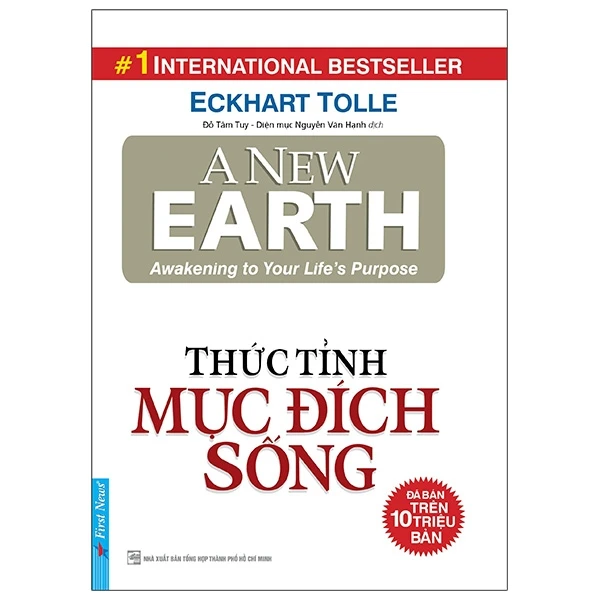 #1 INTERNATIONAL BESTSELLER
ECKHART TOLLE
Đỗ Tâm Tuy - Diện mục Nguyễn Văn Hạnh dịch
A NEW
EARTH
Awakening to Your Life's Purpose
THỨC TỈNH
MỤC ĐÍCH
SỐNG
ĐÃ BÁN
TRÊN
10 TRIỆU
BẢN
First News
NHÀ XUẤT BẢN TỔNG HỢP THÀNH PHỐ HỒ CHÍ MINH